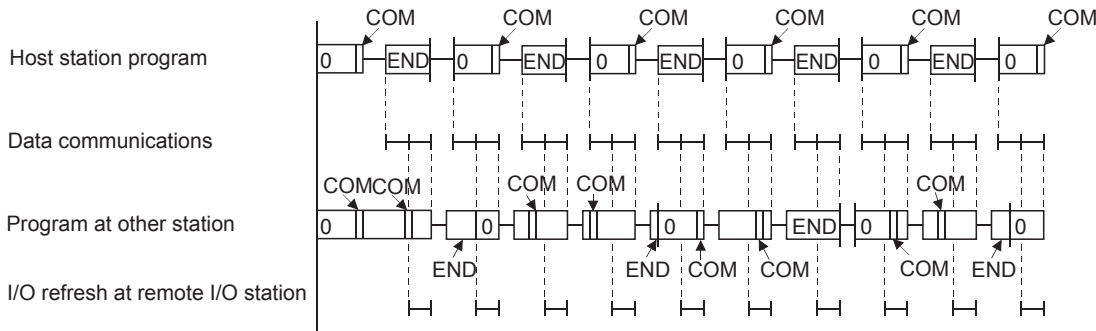 COM COM COM COM COM COM
Host station program 0 END 0 END 0 END 0 END 0 END 0
Data communications
COM COM COM COM COM
Program at other station 0 0 0 END 0 0
END END COM COM COM END
I/O refresh at remote I/O station